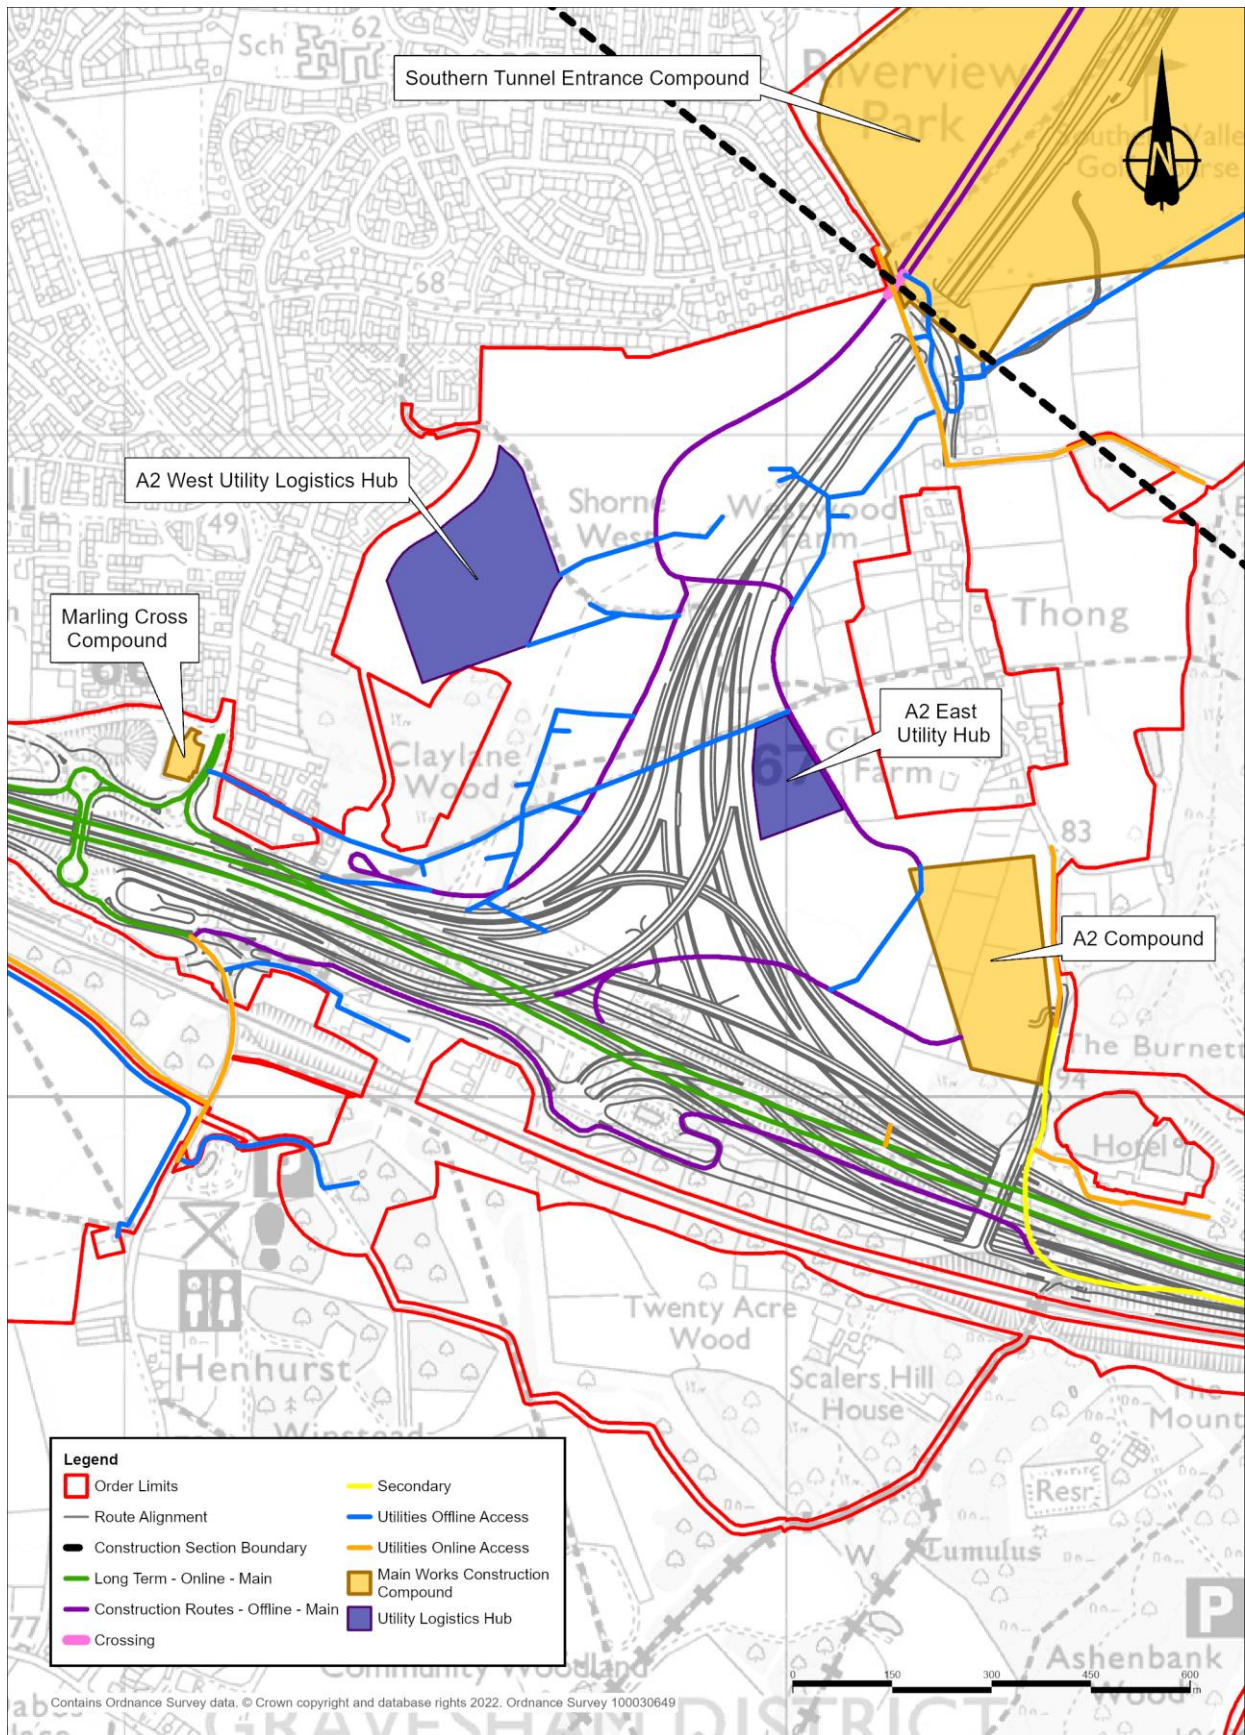 Sch
62
Riverview
Park
Southern Tunnel Entrance Compound
N
A2 West Utility Logistics Hub
Shorne
West
Westwood
Farm
49
Marling Cross
Compound
Thong
A2 East
Utility Hub
67
Farm
Claylane
Wood
83
A2 Compound
The Burnett
94
Hotel
P
Twenty Acre
Wood
Henhurst
Scalers Hill
House
The
Mount
Winstead
Resr
W
Tumulus
P
77
Community Woodland
Ashenbank
Wood
Legend
Order Limits
Route Alignment
Construction Section Boundary
Long Term - Online - Main
Construction Routes - Offline - Main
Crossing
Secondary
Utilities Offline Access
Utilities Online Access
Main Works Construction
Compound
Utility Logistics Hub
0 150 300 450 600
m
Contains Ordnance Survey data. © Crown copyright and database rights 2022. Ordnance Survey 100030649
GRAVESHAM DISTRICT